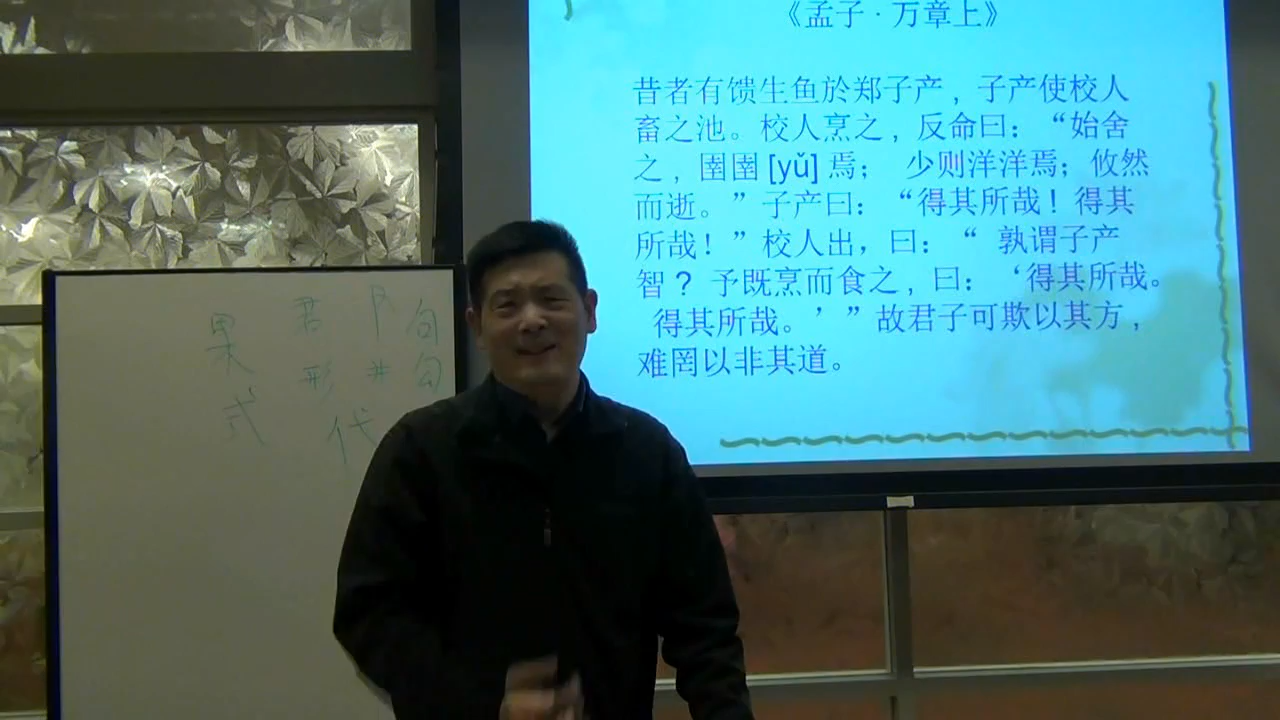 《孟子·万章上》
昔者有馈生鱼於郑子产，子产使校人
畜之池。校人烹之，反命曰：“始舍
之，圉圉[yǔ]焉； 少则洋洋焉；攸然
而逝。”子产曰：“得其所哉！得其
所哉！”校人出，曰：“ 孰谓子产
智？ 予既烹而食之，曰：‘得其所哉。
得其所哉。’ ”故君子可欺以其方，
难罔以非其道。
君
形
式
代
句